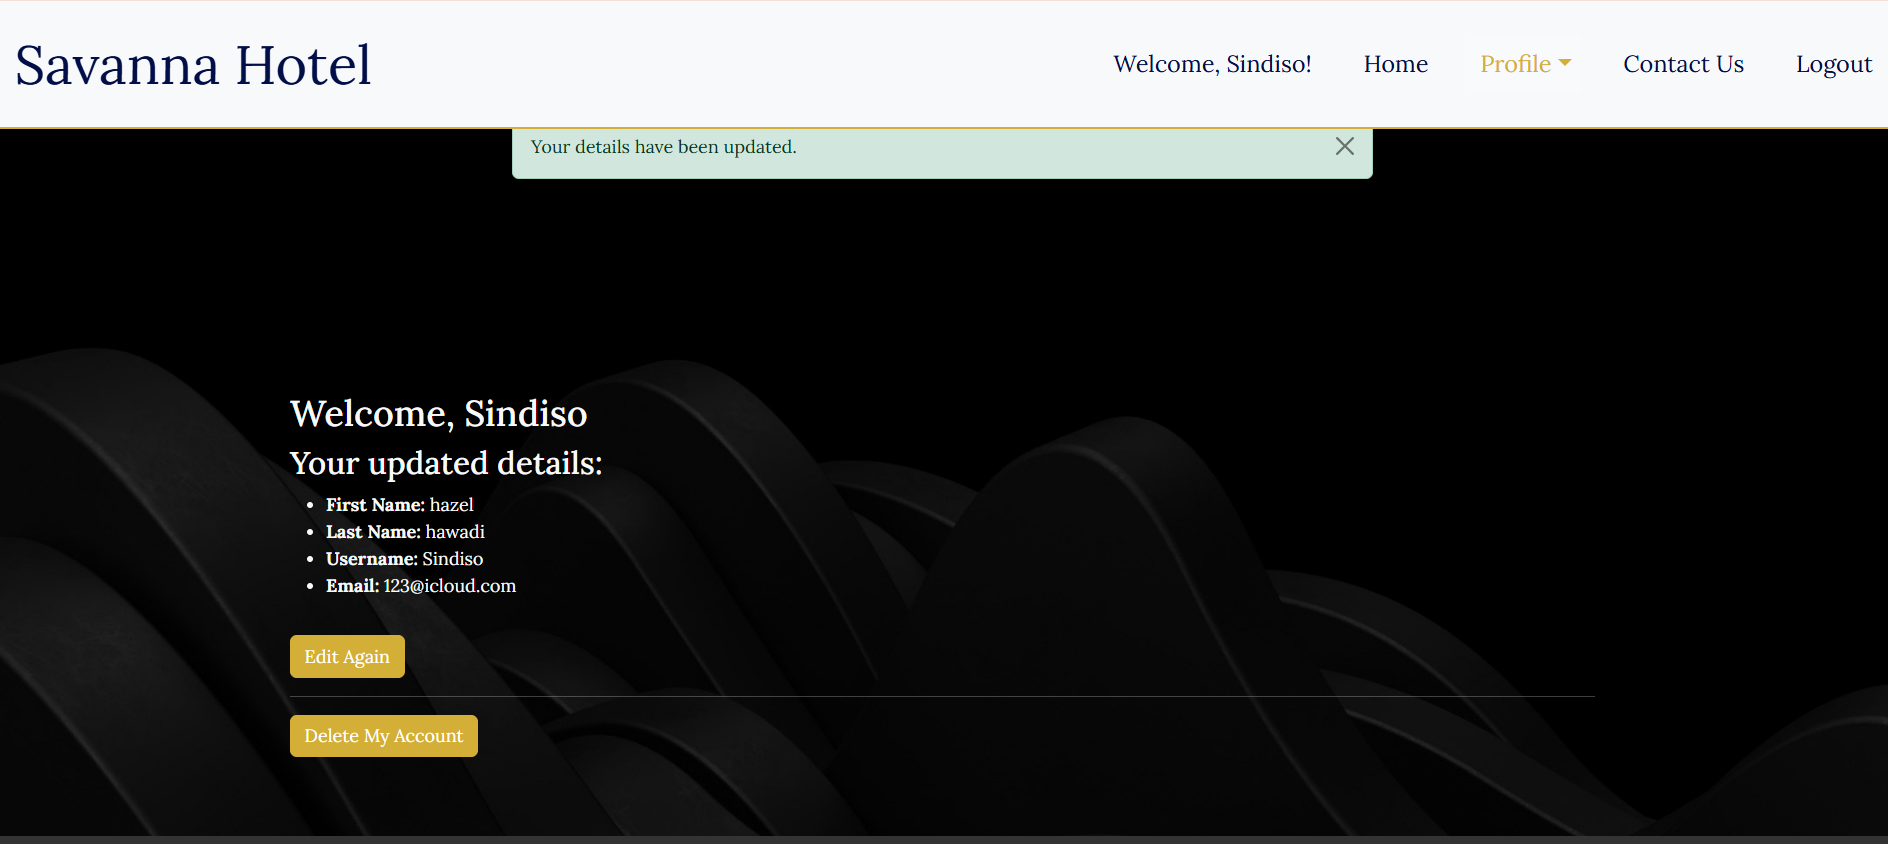 Savanna Hotel
Welcome, Sindiso! Home Profile Contact Us Logout
Your details have been updated.
Welcome, Sindiso
Your updated details:
First Name: hazel
Last Name: hawadi
Username: Sindiso
Email: 123@icloud.com
Edit Again
Delete My Account